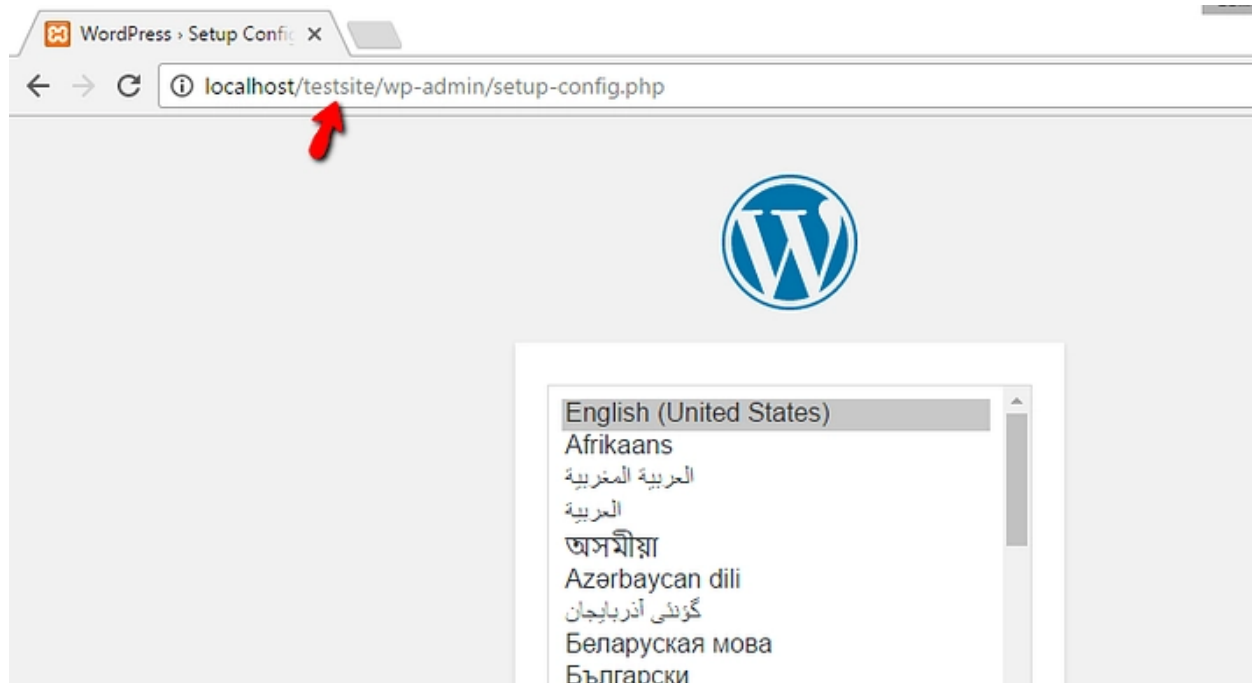 WordPress › Setup Config
localhost/testsite/wp-admin/setup-config.php
English (United States)
Afrikaans
العربية المغربية
العربية
অসমীয়া
Azərbaycan dili
گؤنئی آذربایجان
Беларуская мова
Български